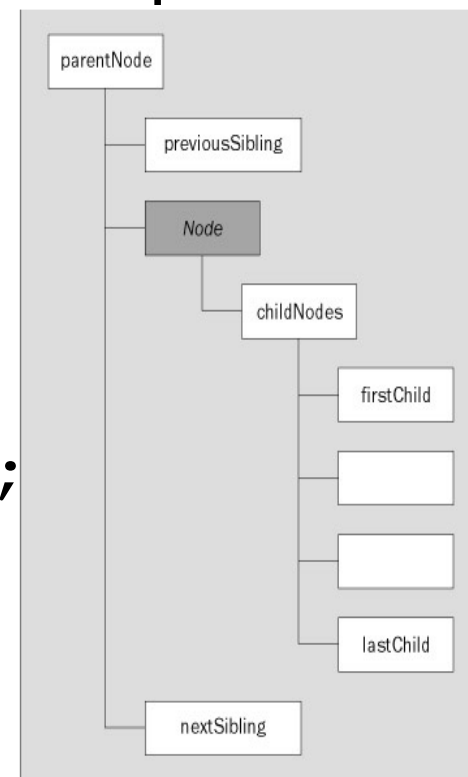 parentNode
previousSibling
Node
childNodes
firstChild
;
lastChild
nextSibling